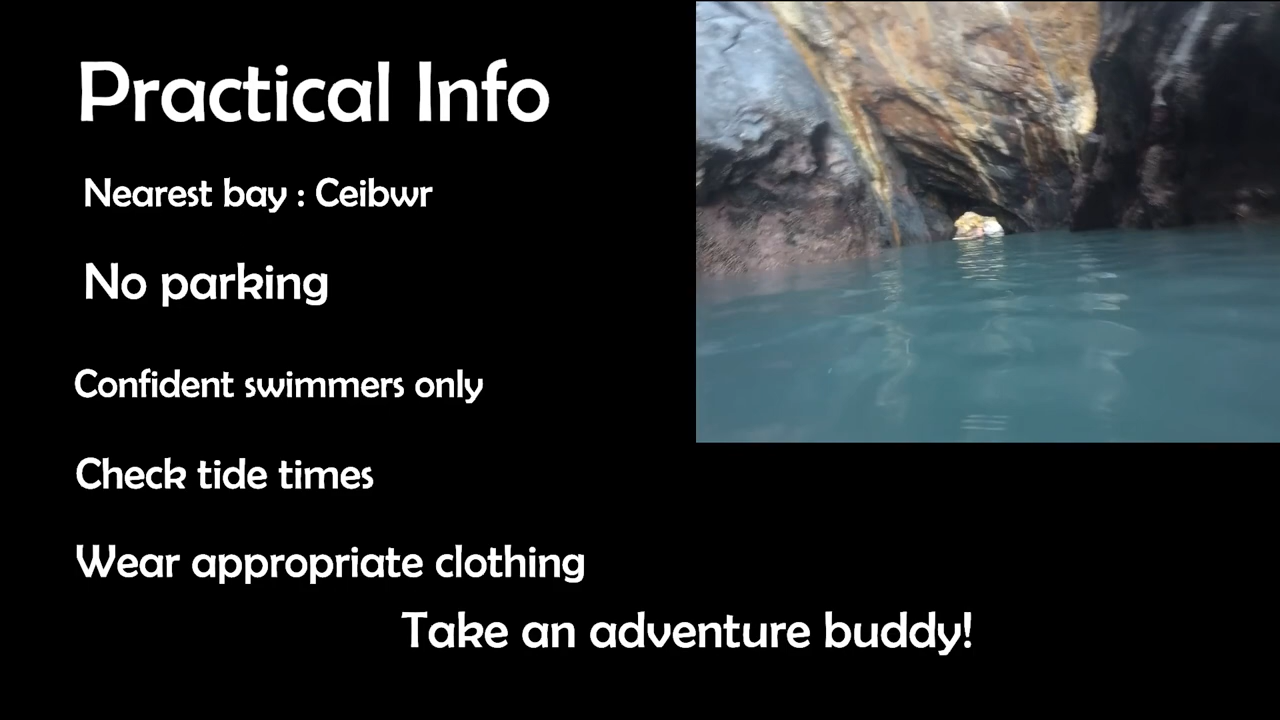 Practical Info
Nearest bay : Ceibwr
No parking
Confident swimmers only
Check tide times
Wear appropriate clothing
Take an adventure buddy!